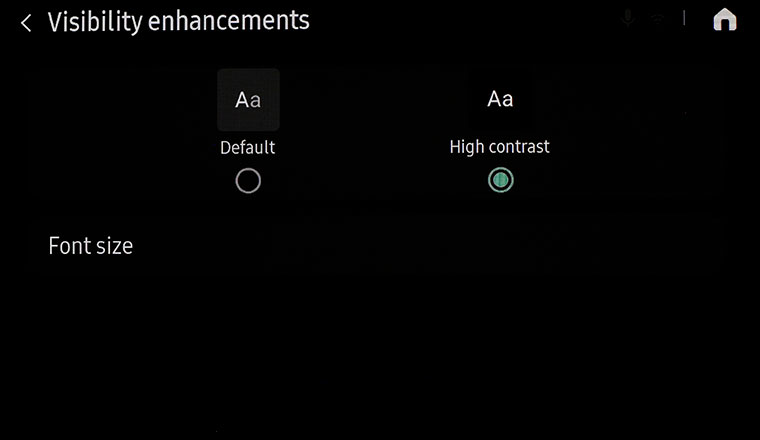 Visibility enhancements
Aa
Aa
Default
High contrast
Font size